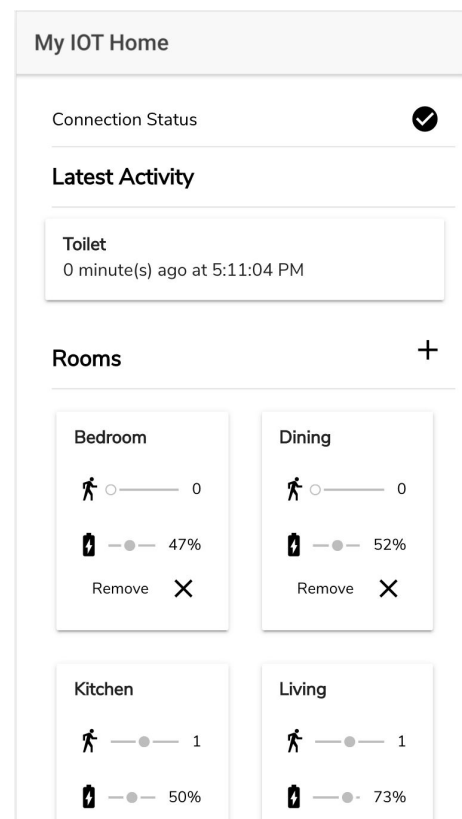 My IOT Home
Connection Status
Latest Activity
Toilet
0 minute(s) ago at 5:11:04 PM
Rooms
Bedroom
0
47%
Remove
Dining
0
52%
Remove
Kitchen
1
50%
Living
1
73%